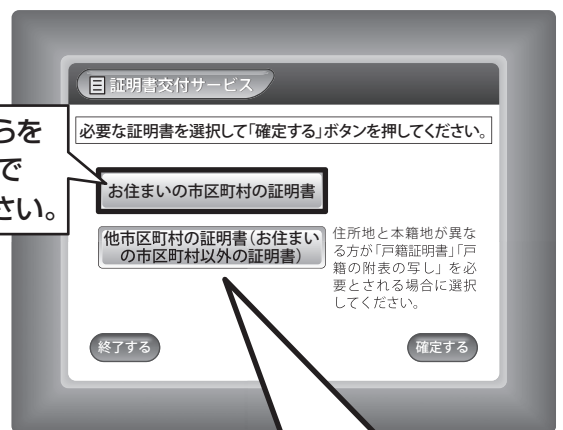 証明書交付サービス
必要な証明書を選択して「確定する」ボタンを押してください。
らを
で
さい。
お住まいの市区町村の証明書
他市区町村の証明書(お住まい
の市区町村以外の証明書)
住所地と本籍地が異な
る方が「戸籍証明書」「戸
籍の附表の写し」を必
要とされる場合に選択
してください。
終了する
確定する